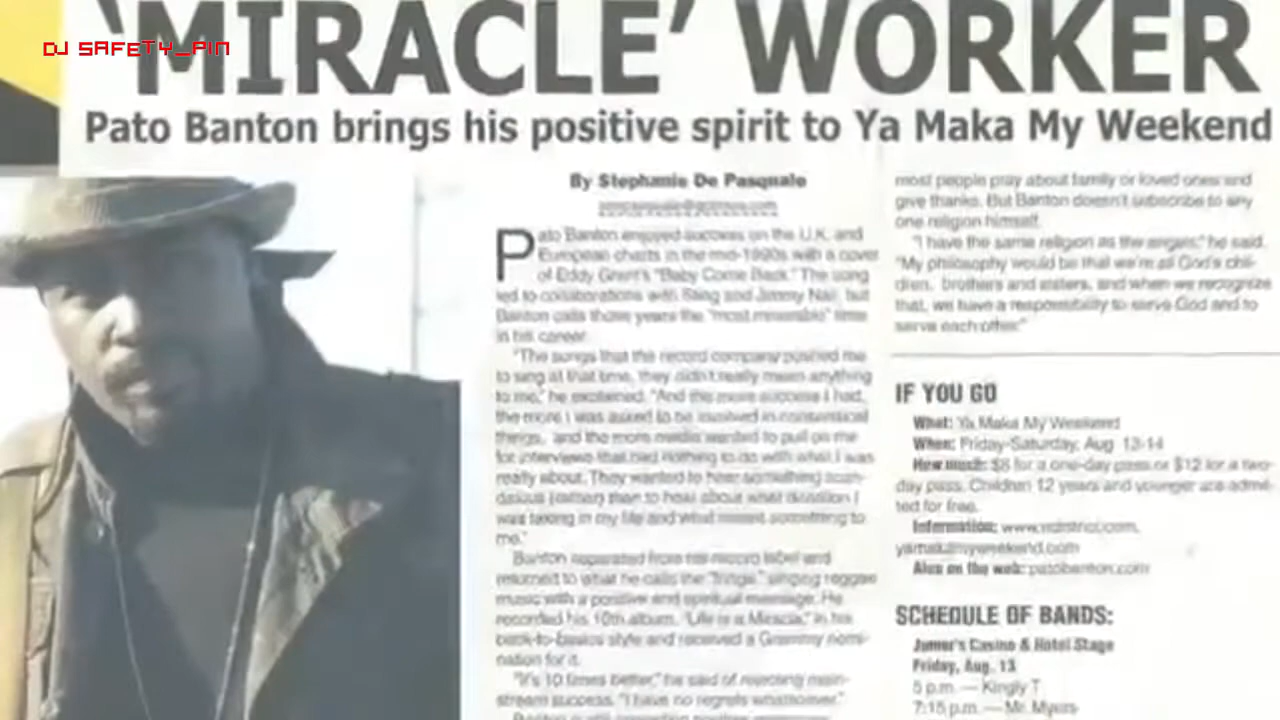 DJ SAFETY_PIN
'MIRACLE' WORKER
Pato Banton brings his positive spirit to Ya Maka My Weekend
By Stephanie De Pasquale
Pato Banton enjoyed success on the U.K. and
European charts in the mid-1990s with a cover
of Eddy Grant's "Baby Come Back." The song
led to collaborations with Sting and Jimmy Nail, but
Banton calls those years the "most miserable" time
in his career.
"The songs that the record company pushed me
to sing at that time, they didn't really mean anything
to me," he explained. "And the more success I had,
the more I was asked to be involved in nonsensical
things, and the more media wanted to pull on me
for interviews that had nothing to do with what I was
really about. They wanted to hear something scan-
dalous (rather) than to hear about what direction I
was taking in my life and what meant something to
me."
Banton separated from his record label and
returned to what he calls the "fringe," singing reggae
music with a positive and spiritual message. He
recorded his 10th album, "Life is a Miracle," in his
back-to-basics style and received a Grammy nomi-
nation for it.
"It's 10 times better," he said of rejecting main-
stream success. "I have no regrets whatsoever."
most people pray about family or loved ones and
give thanks. But Banton doesn't subscribe to any
one religion himself.
"I have the same religion as the angels," he said.
"My philosophy would be that we're all God's chil-
dren, brothers and sisters, and when we recognize
that, we have a responsibility to serve God and to
serve each other."
IF YOU GO
What: Ya Maka My Weekend
When: Friday-Saturday, Aug. 13-14
How much: $8 for a one-day pass or $12 for a two-
day pass. Children 12 years and younger are admit-
ted for free.
Information:
yamakamyweekend.com
Also on the web: patobanton.com
SCHEDULE OF BANDS:
Jumer's Casino & Hotel Stage
Friday, Aug. 13
5 p.m. — Kingly T
7:15 p.m. — Mr. Myers